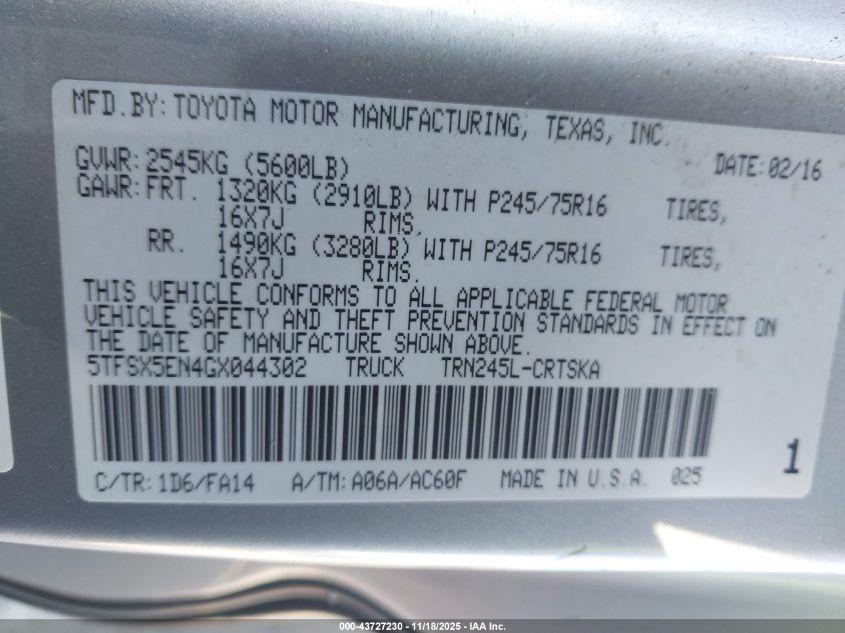 MFD.BY: TOYOTA MOTOR MANUFACTURING, TEXAS, INC.
GVWR: 2545KG (5600LB) DATE: 02/16
GAWR: FRT. 1320KG (2910LB) WITH P245/75R16 TIRES,
16X7J RIMS.
RR. 1490KG (3280LB) WITH P245/75R16 TIRES,
16X7J RIMS.
THIS VEHICLE CONFORMS TO ALL APPLICABLE FEDERAL MOTOR
VEHICLE SAFETY AND THEFT PREVENTION STANDARDS IN EFFECT ON
THE DATE OF MANUFACTURE SHOWN ABOVE.
5TFSX5EN4GX044302 TRUCK TRN245L-CRTSKA
1
C/TR: 1D6/FA14 A/TM: A06A/AC60F MADE IN U.S.A. 025
000-43727230 - 11/18/2025 - IAA Inc.